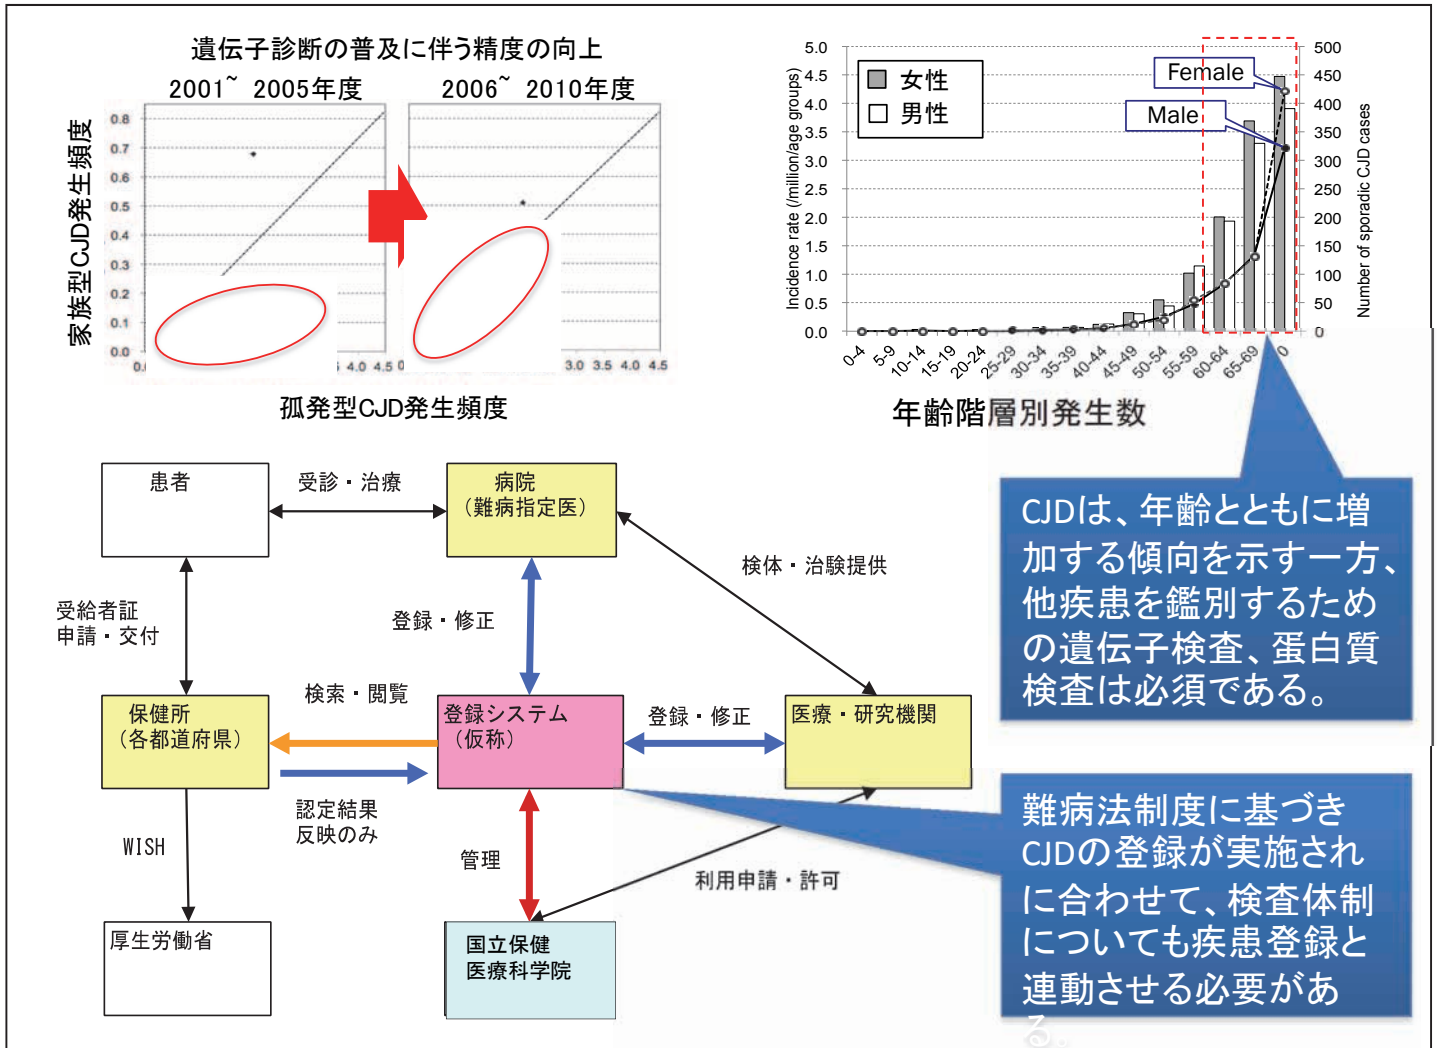 遺伝子診断の普及に伴う精度の向上
2001~ 2005年度
2006~ 2010年度
家族型CJD発生頻度
0.8
0.7
0.6
0.5
0.4
0.3
0.2
0.1
0.0
4.0 4.5
3.0 3.5 4.0 4.5
孤発型CJD発生頻度
Incidence rate (/million/age groups)
5.0
4.5
4.0
3.5
3.0
2.5
2.0
1.5
1.0
0.5
0.0
女性
男性
Female
Male
500
450
400
350
300
250
200
150
100
50
0
Number of sporadic CJD cases
0-4
5-9
10-14
15-19
20-24
25-29
30-34
35-39
40-44
45-49
50-54
55-59
60-64
65-69
年齢階層別発生数
CJDは、年齢とともに増
加する傾向を示す一方、
他疾患を鑑別するため
の遺伝子検査、蛋白質
検査は必須である。
患者
受診・治療
病院
（難病指定医）
検体・治験提供
受給者証
申請・交付
登録・修正
保健所
（各都道府県）
検索・閲覧
登録システム
（仮称）
登録・修正
医療・研究機関
認定結果
反映のみ
WISH
管理
利用申請・許可
厚生労働省
国立保健
医療科学院
難病法制度に基づき
CJDの登録が実施され
に合わせて、検査体制
についても疾患登録と
連動させる必要があ
る。